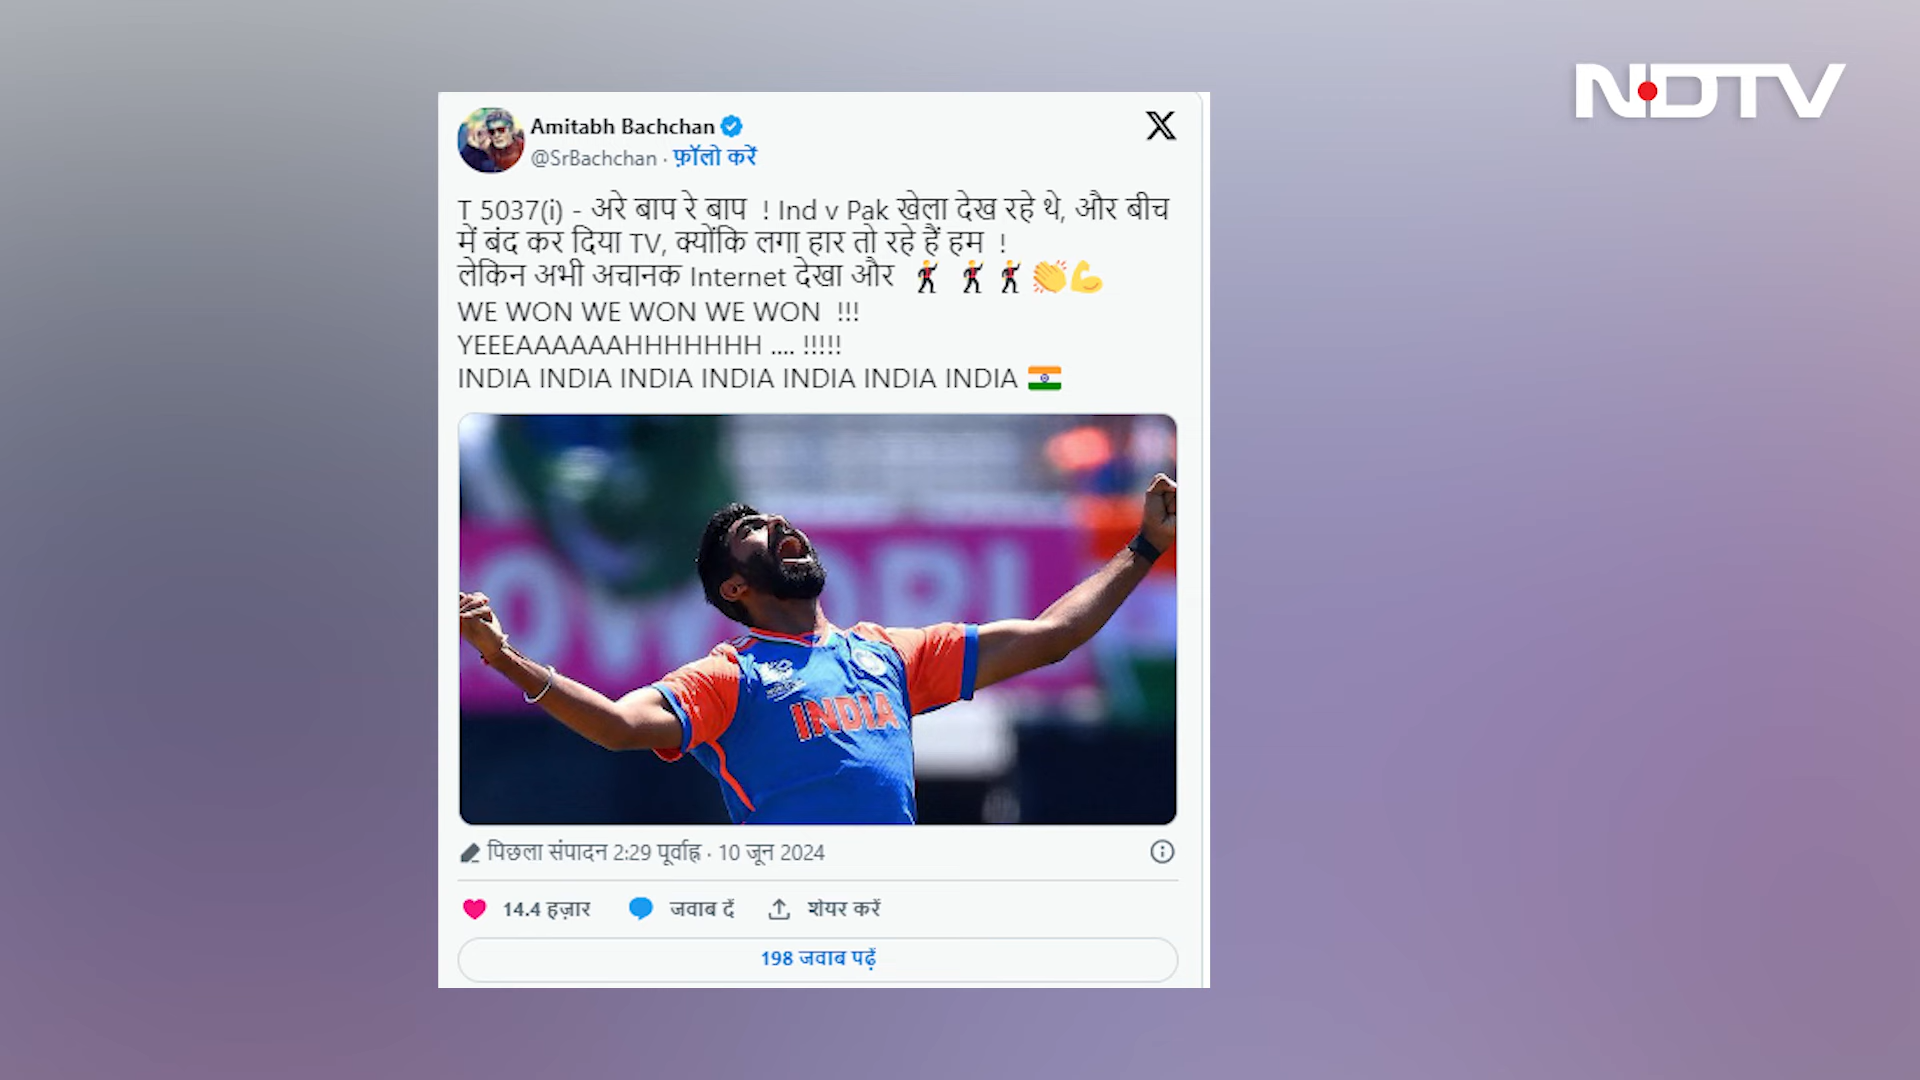 NDTV
Amitabh Bachchan
@SrBachchan · फ़ॉलो करें
T 5037(i) - अरे बाप रे बाप ! Ind v Pak खेला देख रहे थे, और बीच
में बंद कर दिया TV, क्योंकि लगा हार तो रहे हैं हम !
लेकिन अभी अचानक Internet देखा और 🕺 🕺 🕺👏💪
WE WON WE WON WE WON !!!
YEEEAAAAAAHHHHHHH .... !!!!!
INDIA INDIA INDIA INDIA INDIA INDIA INDIA 🇮🇳
INDIA
पिछला संपादन 2:29 पूर्वाह्न · 10 जून 2024
14.4 हज़ार जवाब दें शेयर करें
198 जवाब पढ़ें